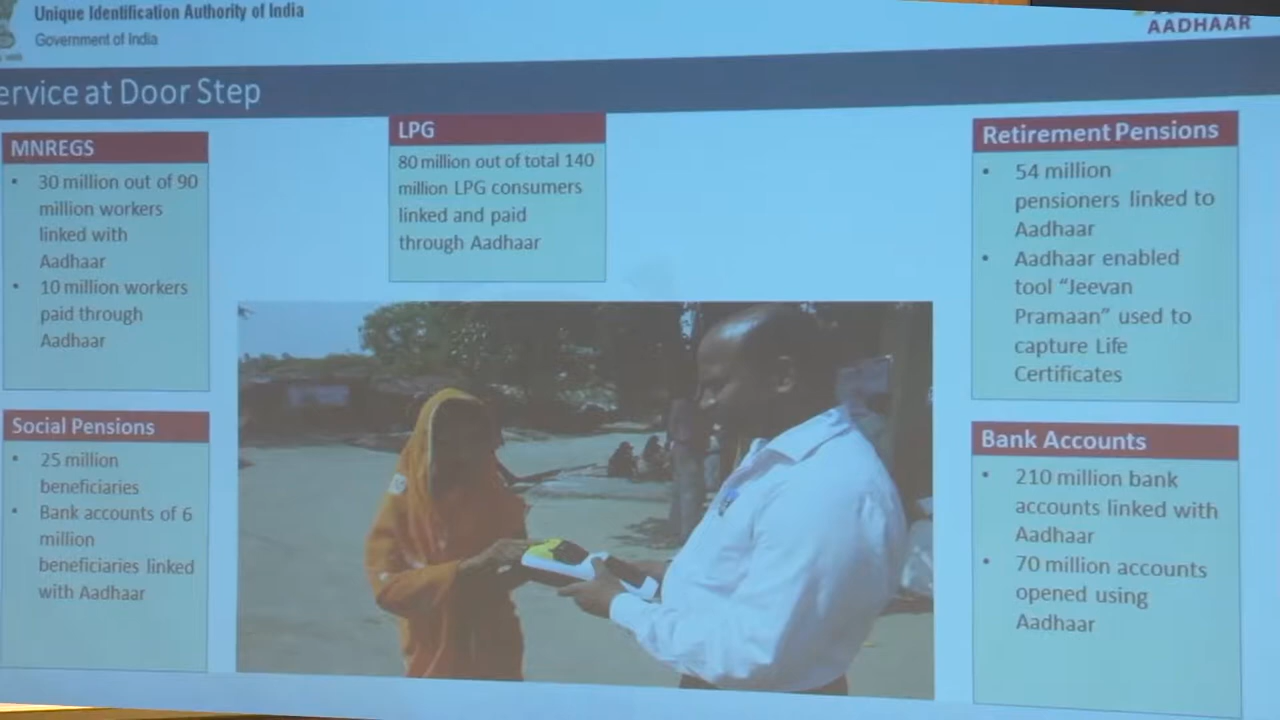 Unique Identification Authority of India
Government of India
AADHAAR
ervice at Door Step
MNREGS
• 30 million out of 90
million workers
linked with
Aadhaar
• 10 million workers
paid through
Aadhaar
Social Pensions
• 25 million
beneficiaries
• Bank accounts of 6
million
beneficiaries linked
with Aadhaar
LPG
80 million out of total 140
million LPG consumers
linked and paid
through Aadhaar
Retirement Pensions
• 54 million
pensioners linked to
Aadhaar
• Aadhaar enabled
tool “Jeevan
Pramaan” used to
capture Life
Certificates
Bank Accounts
• 210 million bank
accounts linked with
Aadhaar
• 70 million accounts
opened using
Aadhaar